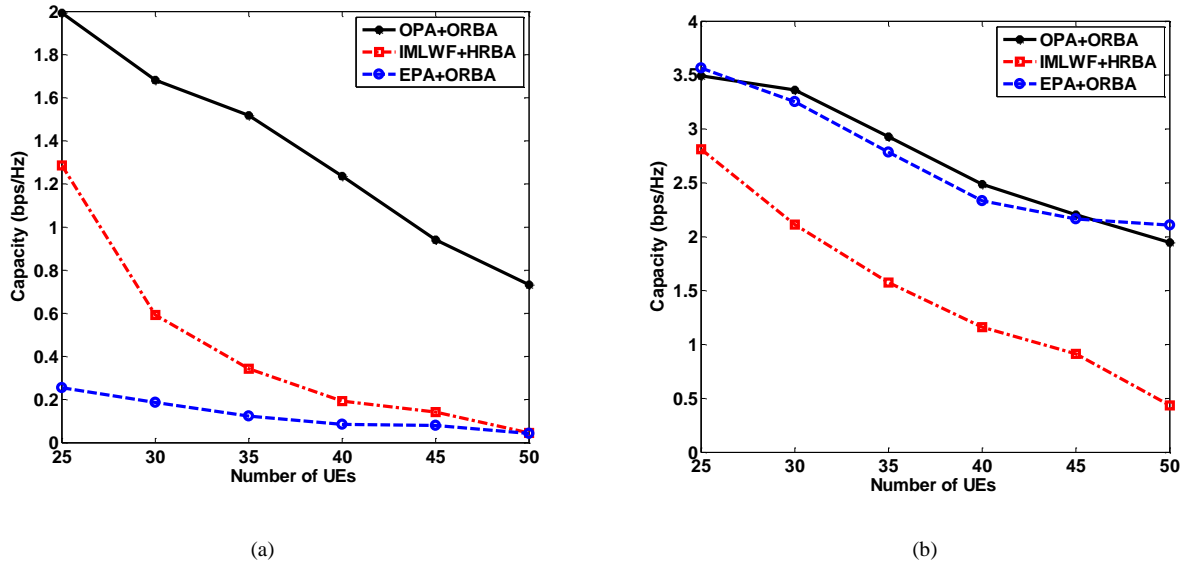 2
1.8
1.6
1.4
1.2
1
0.8
0.6
0.4
0.2
0
Capacity (bps/Hz)
25 30 35 40 45 50
Number of UEs
OPA+ORBA
IMLWF+HRBA
EPA+ORBA
(a)
4
3.5
3
2.5
2
1.5
1
0.5
0
Capacity (bps/Hz)
25 30 35 40 45 50
Number of UEs
OPA+ORBA
IMLWF+HRBA
EPA+ORBA
(b)